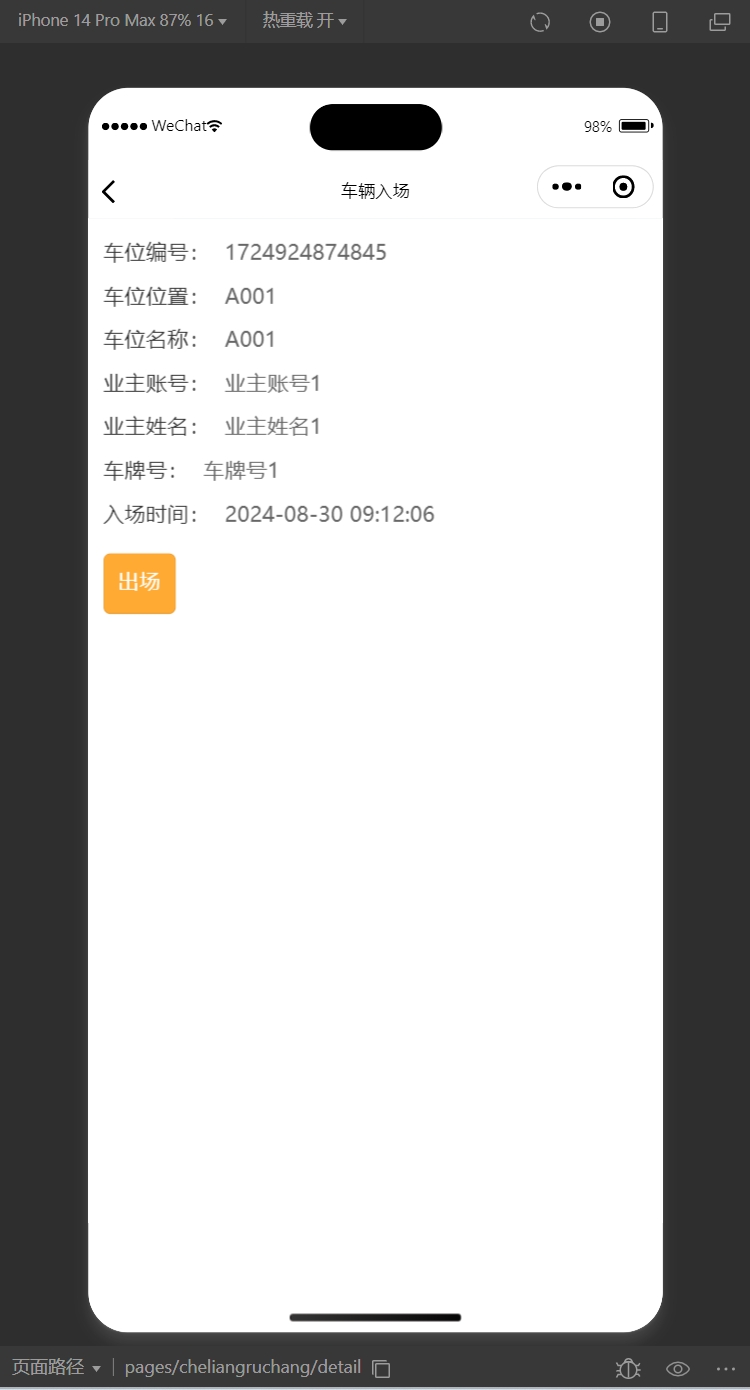 iPhone 14 Pro Max 87% 16
热重载 开
WeChat
98%
车辆入场
车位编号： 1724924874845
车位位置： A001
车位名称： A001
业主账号： 业主账号1
业主姓名： 业主姓名1
车牌号： 车牌号1
入场时间： 2024-08-30 09:12:06
出场
页面路径 pages/cheliangruchang/detail